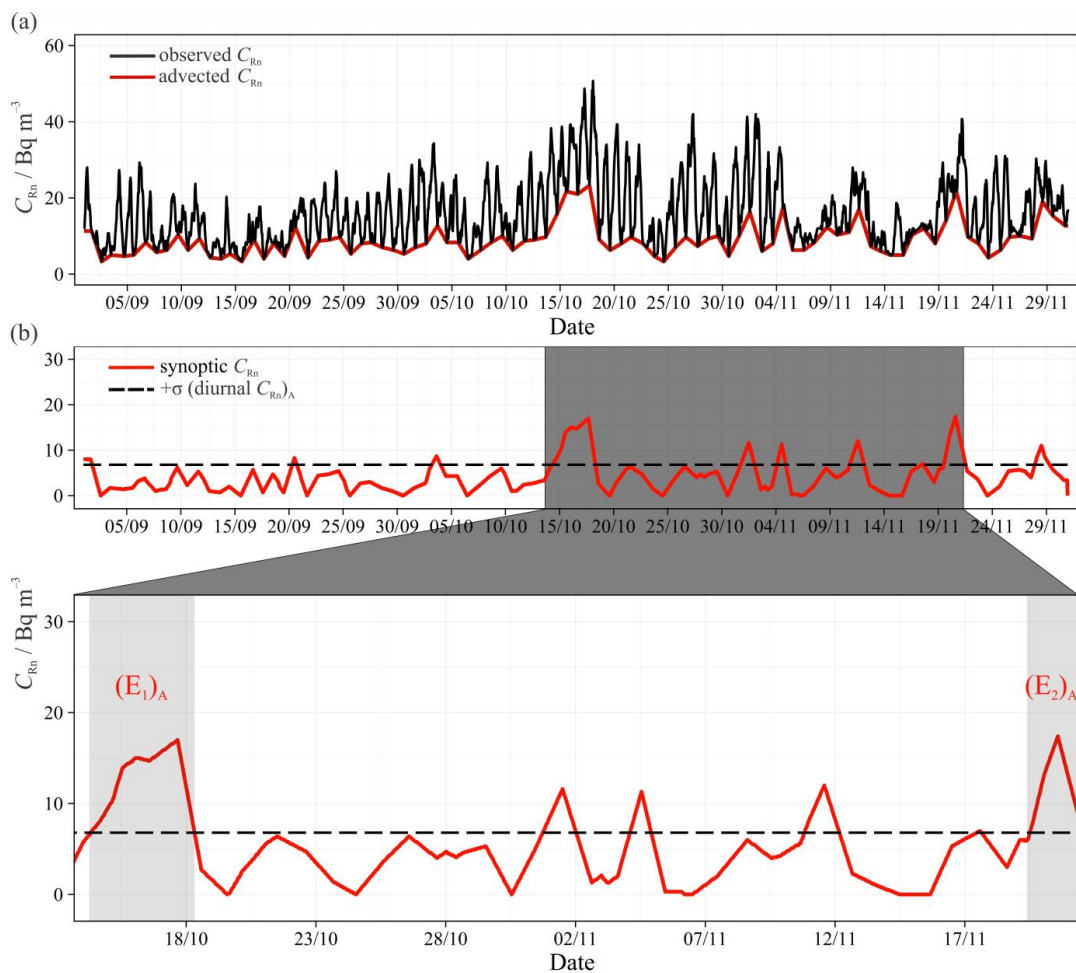 (a)
60
40
20
0
C_Rn / Bq m⁻³
observed C_Rn
advected C_Rn
05/09 10/09 15/09 20/09 25/09 30/09 05/10 10/10 15/10 20/10 25/10 30/10 04/11 09/11 14/11 19/11 24/11 29/11
Date
(b)
30
20
10
0
synoptic C_Rn
+σ (diurnal C_Rn)_A
05/09 10/09 15/09 20/09 25/09 30/09 05/10 10/10 15/10 20/10 25/10 30/10 04/11 09/11 14/11 19/11 24/11 29/11
C_Rn / Bq m⁻³
30
20
10
0
(E₁)_A
(E₂)_A
18/10 23/10 28/10 02/11 07/11 12/11 17/11
Date